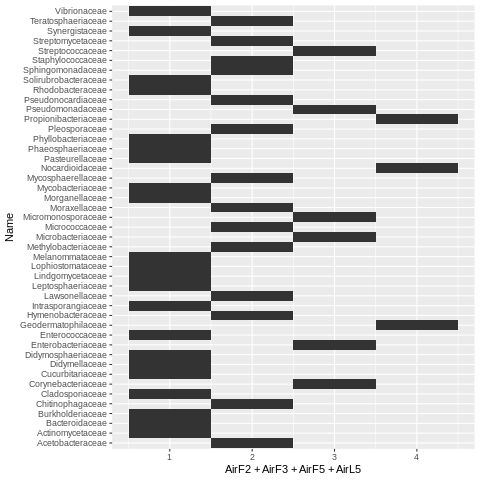 Vibrionaceae
Teratosphaeriaceae
Synergistaceae
Streptomycetaceae
Streptococcaceae
Staphylococcaceae
Sphingomonadaceae
Solirubrobacteraceae
Rhodobacteraceae
Pseudonocardiaceae
Pseudomonadaceae
Propionibacteriaceae
Pleosporaceae
Phyllobacteriaceae
Phaeosphaeriaceae
Pasteurellaceae
Nocardioidaceae
Mycosphaerellaceae
Mycobacteriaceae
Morganellaceae
Moraxellaceae
Micromonosporaceae
Micrococcaceae
Microbacteriaceae
Methylobacteriaceae
Melanommataceae
Lophiostomataceae
Lindgomycetaceae
Leptosphaeriaceae
Lawsonellaceae
Intrasporangiaceae
Hymenobacteraceae
Geodermatophilaceae
Enterococcaceae
Enterobacteriaceae
Didymosphaeriaceae
Didymellaceae
Cucurbitariaceae
Corynebacteriaceae
Cladosporiaceae
Chitinophagaceae
Burkholderiaceae
Bacteroidaceae
Actinomycetaceae
Acetobacteraceae
Name
1 2 3 4
AirF2 + AirF3 + AirF5 + AirL5